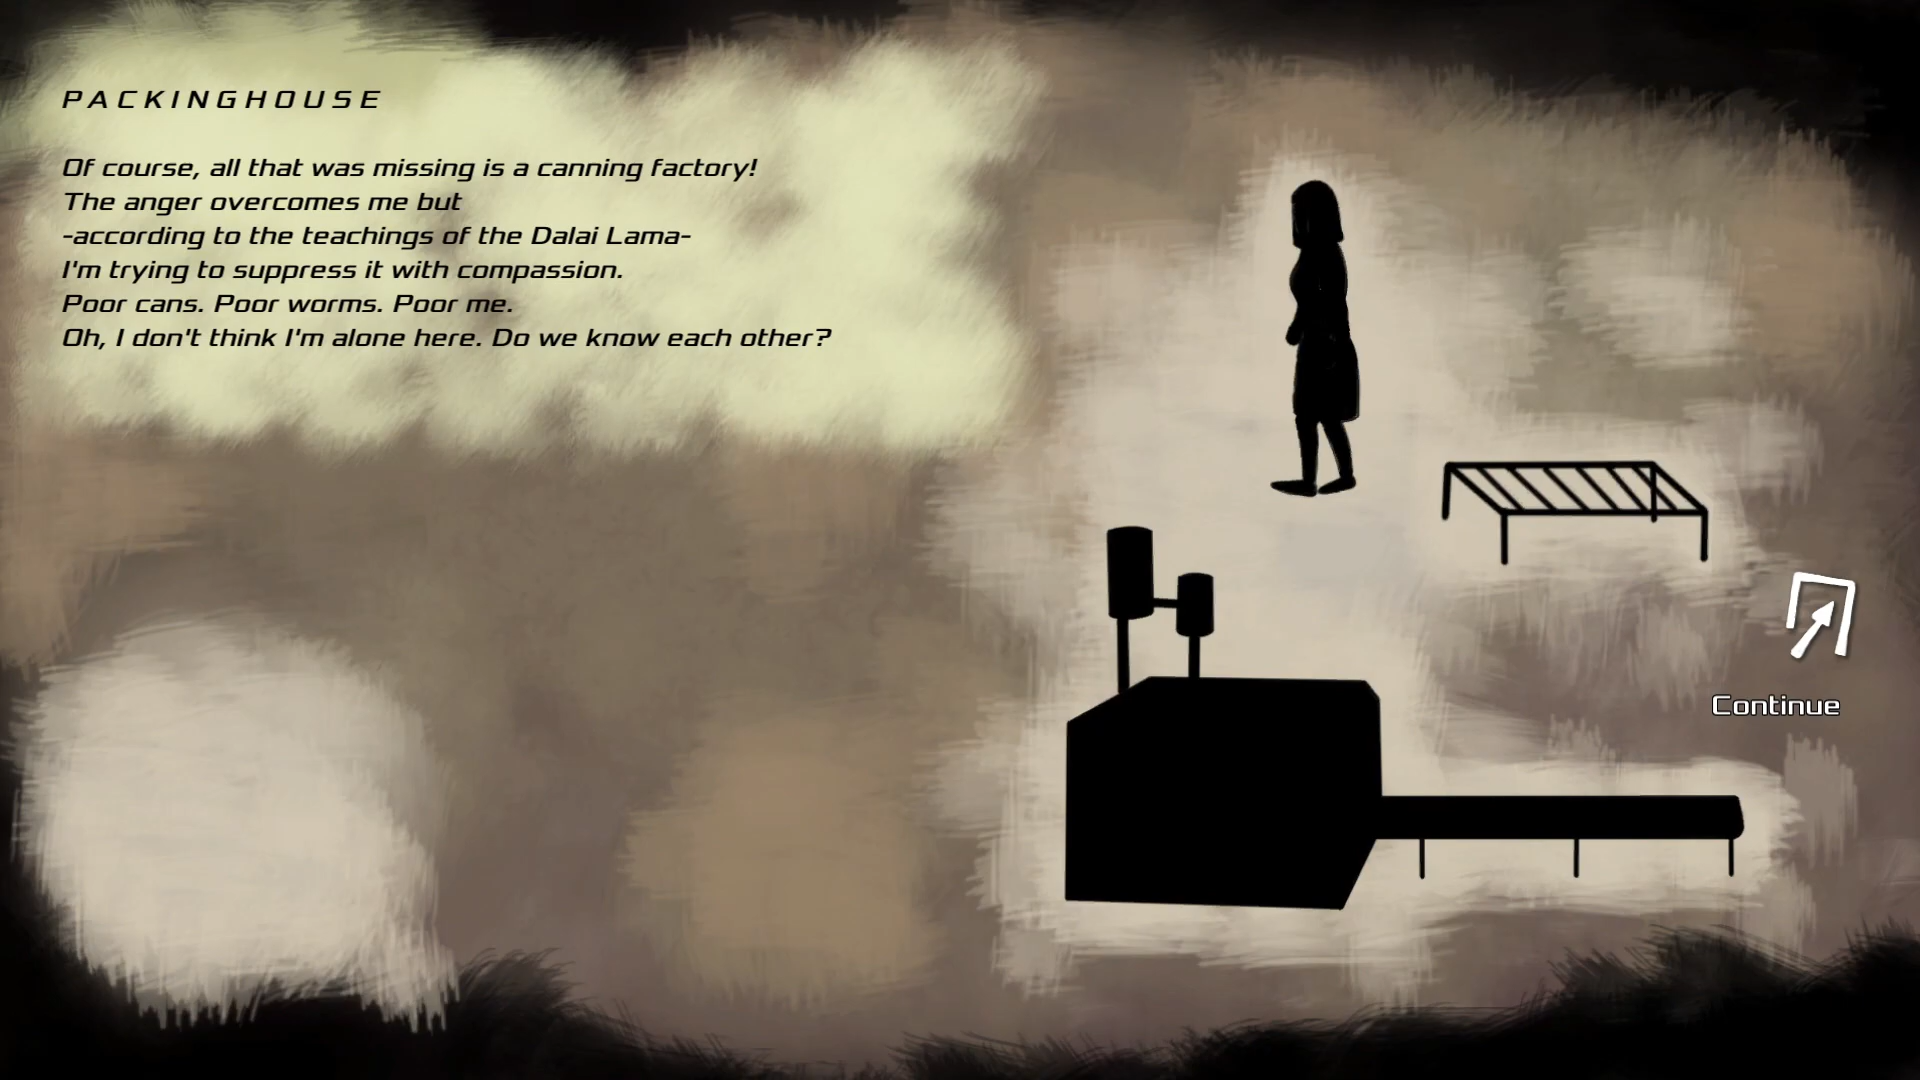 PACKINGHOUSE
Of course, all that was missing is a canning factory!
The anger overcomes me but
-according to the teachings of the Dalai Lama-
I'm trying to suppress it with compassion.
Poor cans. Poor worms. Poor me.
Oh, I don't think I'm alone here. Do we know each other?
Continue